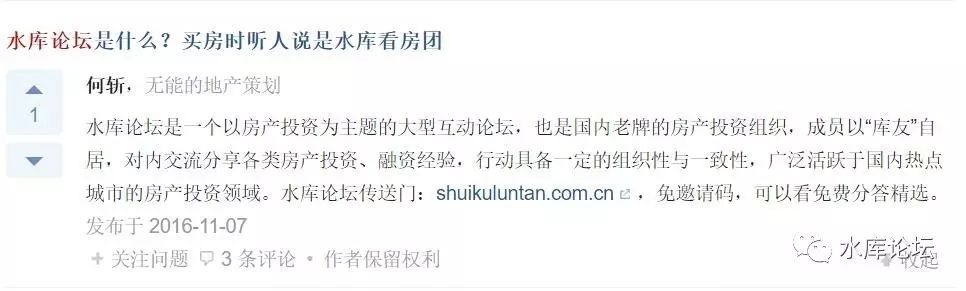 水库论坛是什么？买房时听人说是水库看房团
何斩，无能的地产策划
1
水库论坛是一个以房产投资为主题的大型互动论坛，也是国内老牌的房产投资组织，成员以“库友”自
居，对内交流分享各类房产投资、融资经验，行动具备一定的组织性与一致性，广泛活跃于国内热点
城市的房产投资领域。水库论坛传送门：shuikuluntan.com.cn，免邀请码，可以看免费分答精选。
发布于 2016-11-07
+ 关注问题 3 条评论 • 作者保留权利
收起
水库论坛